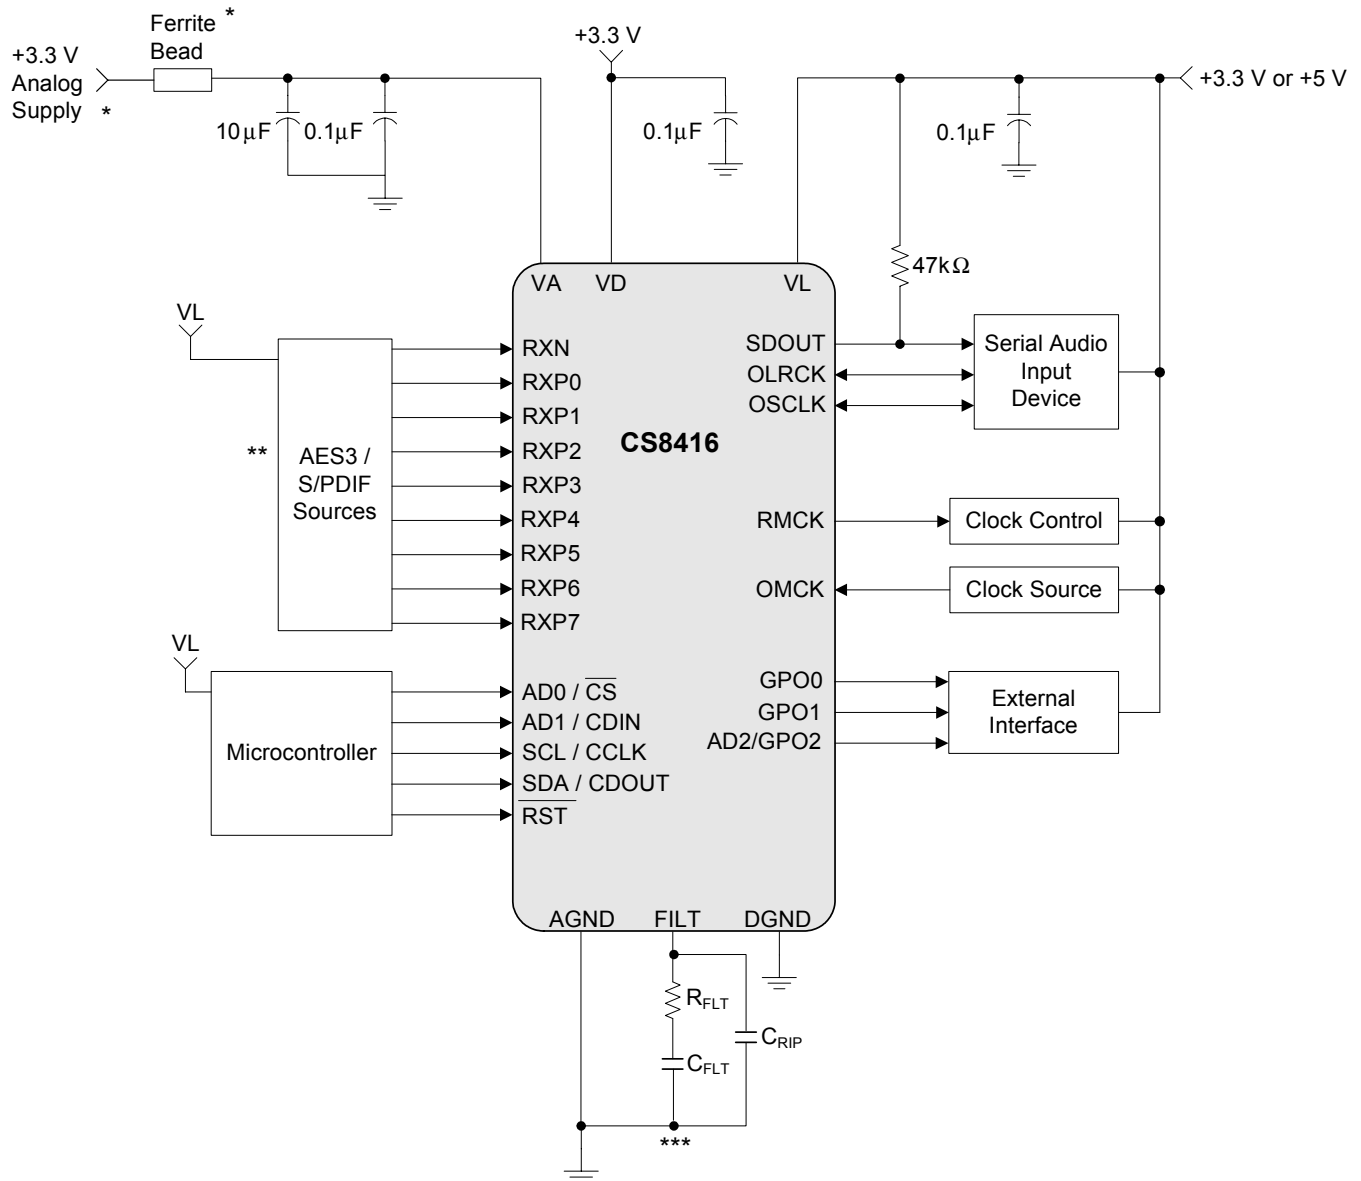 Ferrite *
Bead
+3.3 V
Analog
Supply *
10µF
0.1µF
+3.3 V
0.1µF
+3.3 V or +5 V
0.1µF
47kΩ
VA
VD
VL
VL
**
AES3 /
S/PDIF
Sources
RXN
RXP0
RXP1
RXP2
RXP3
RXP4
RXP5
RXP6
RXP7
CS8416
SDOUT
OLRCK
OSCLK
Serial Audio
Input
Device
RMCK
Clock Control
OMCK
Clock Source
VL
Microcontroller
AD0 / C̅S̅
AD1 / CDIN
SCL / CCLK
SDA / CDOUT
R̅S̅T̅
GPO0
GPO1
AD2/GPO2
External
Interface
AGND
FILT
DGND
RFLT
CFLT
CRIP
***